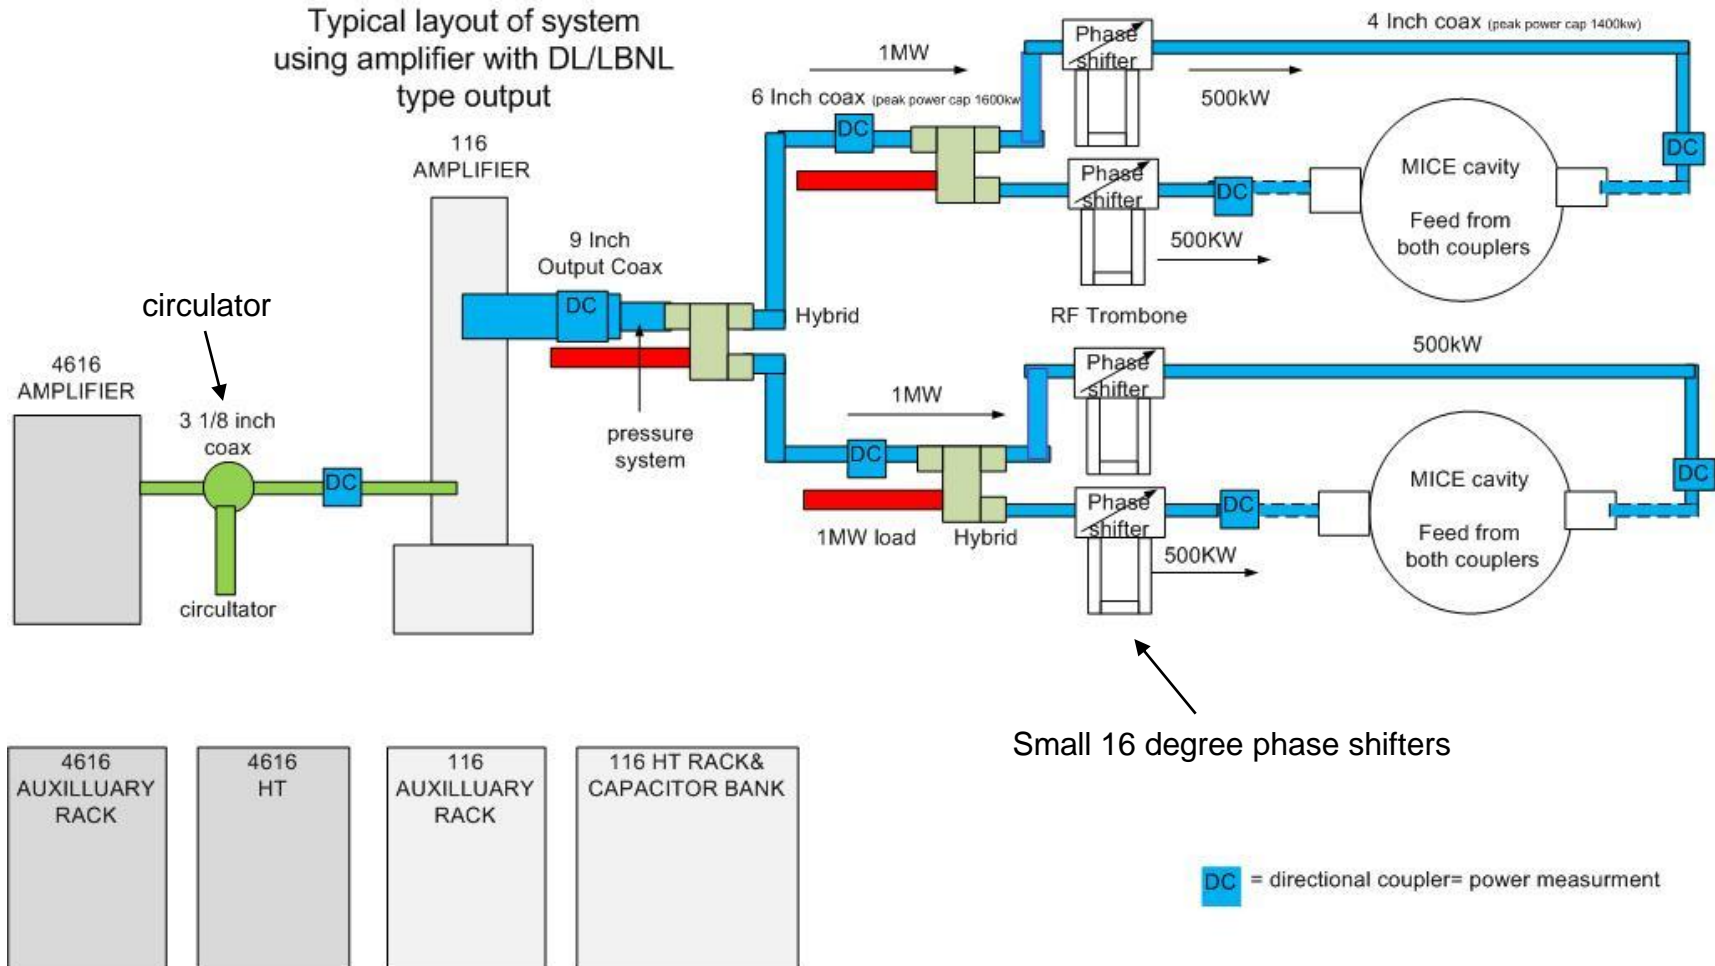 Typical layout of system
using amplifier with DL/LBNL
type output
116
AMPLIFIER
4616
AMPLIFIER
circulator
3 1/8 inch
coax
DC
circultator
9 Inch
Output Coax
DC
pressure
system
Hybrid
1MW
6 Inch coax (peak power cap 1600kw
DC
Phase
shifter
4 Inch coax (peak power cap 1400kw)
500kW
DC
Phase
shifter
DC
500KW
MICE cavity
Feed from
both couplers
RF Trombone
1MW
DC
1MW load
Hybrid
Phase
shifter
500kW
DC
Phase
shifter
DC
500KW
MICE cavity
Feed from
both couplers
Small 16 degree phase shifters
4616
AUXILLUARY
RACK
4616
HT
116
AUXILLUARY
RACK
116 HT RACK&
CAPACITOR BANK
DC = directional coupler= power measurment